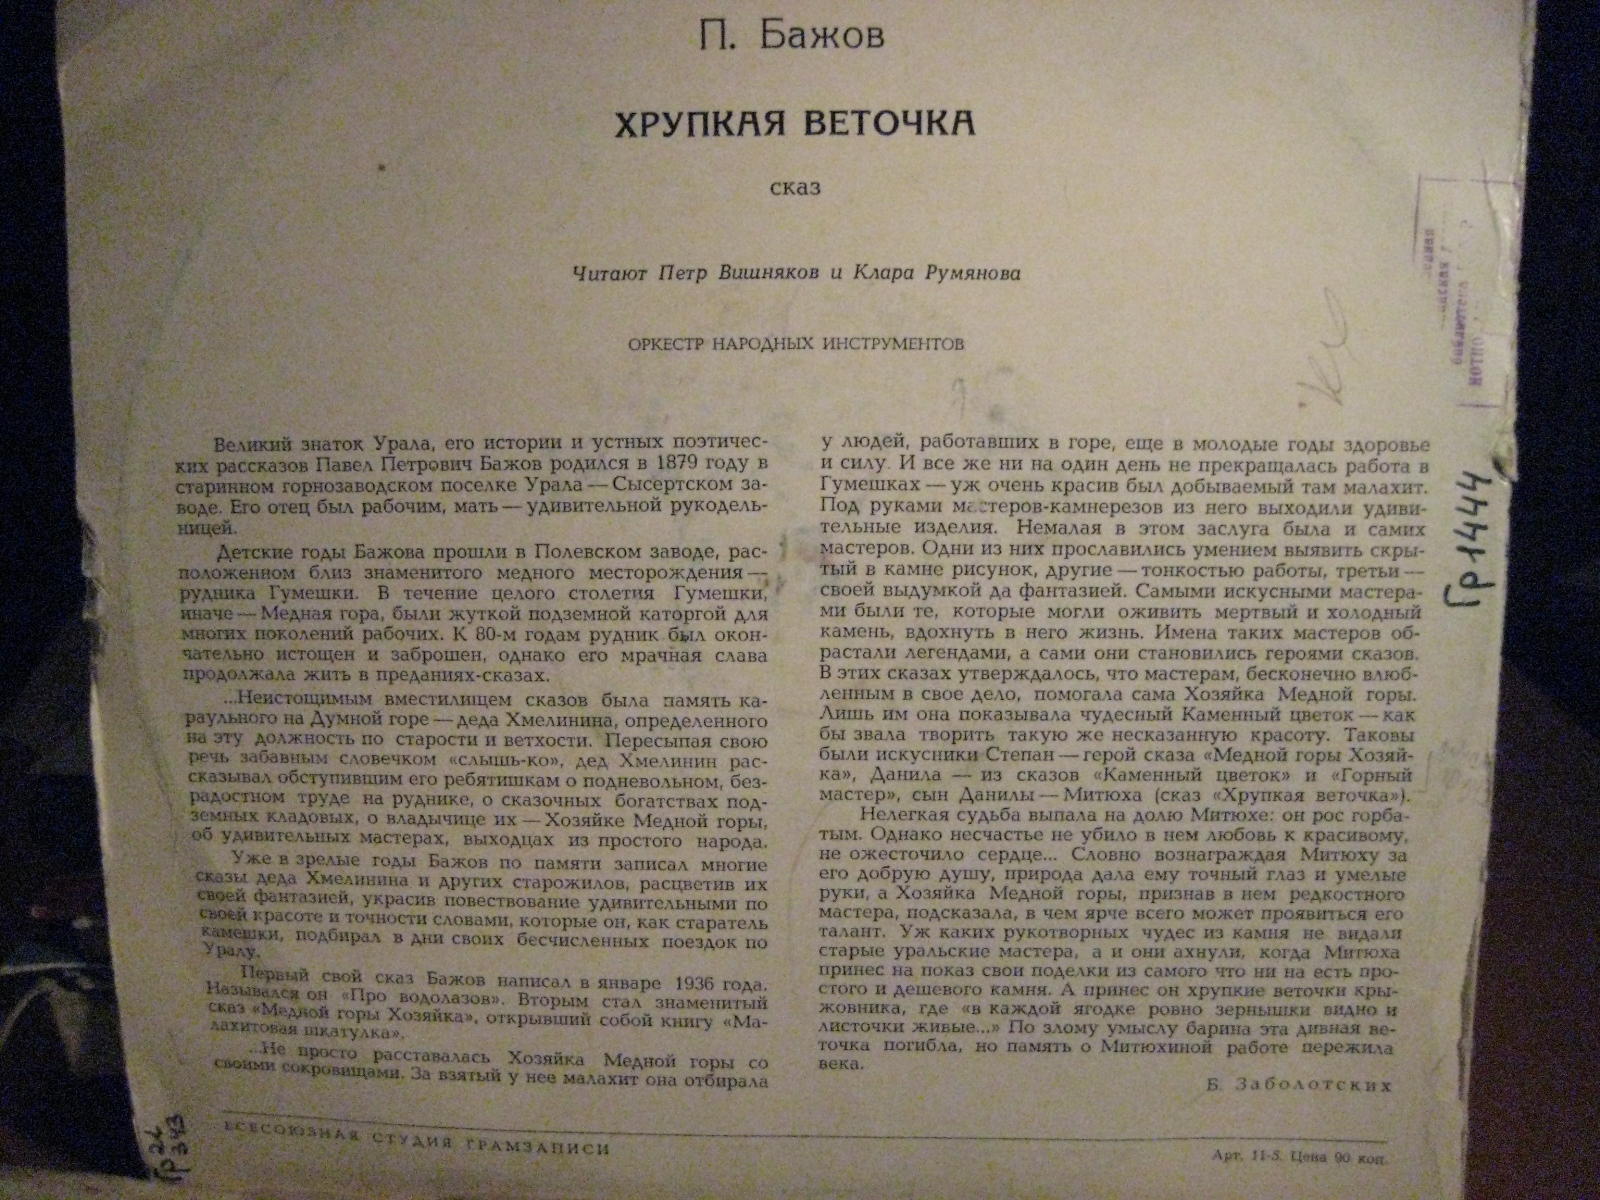 П. Бажов
ХРУПКАЯ ВЕТОЧКА
сказ
Читают Петр Вишняков и Клара Румянова
ОРКЕСТР НАРОДНЫХ ИНСТРУМЕНТОВ
Великий знаток Урала, его истории и устных поэтичес-
ких рассказов Павел Петрович Бажов родился в 1879 году в
старинном горнозаводском поселке Урала — Сысертском за-
воде. Его отец был рабочим, мать — удивительной рукодель-
ницей.
Детские годы Бажова прошли в Полевском заводе, рас-
положенном близ знаменитого медного месторождения —
рудника Гумешки. В течение целого столетия Гумешки,
иначе — Медная гора, были жуткой подземной каторгой для
многих поколений рабочих. К 80-м годам рудник был окон-
чательно истощен и заброшен, однако его мрачная слава
продолжала жить в преданиях-сказах.
...Неистощимым вместилищем сказов была память ка-
раульного на Думной горе — деда Хмелинина, определенного
на эту должность по старости и ветхости. Пересыпая свою
речь забавным словечком «слышь-ко», дед Хмелинин рас-
сказывал обступившим его ребятишкам о подневольном, без-
радостном труде на руднике, о сказочных богатствах под-
земных кладовых, о владычице их — Хозяйке Медной горы,
об удивительных мастерах, выходцах из простого народа.
Уже в зрелые годы Бажов по памяти записал многие
сказы деда Хмелинина и других старожилов, расцветив их
своей фантазией, украсив повествование удивительными по
своей красоте и точности словами, которые он, как старатель
камешки, подбирал в дни своих бесчисленных поездок по
Уралу.
Первый свой сказ Бажов написал в январе 1936 года.
Назывался он «Про водолазов». Вторым стал знаменитый
сказ «Медной горы Хозяйка», открывший собой книгу «Ма-
лахитовая шкатулка».
...Не просто расставалась Хозяйка Медной горы со
своими сокровищами. За взятый у нее малахит она отбирала
у людей, работавших в горе, еще в молодые годы здоровье
и силу. И все же ни на один день не прекращалась работа в
Гумешках — уж очень красив был добываемый там малахит.
Под руками мастеров-камнерезов из него выходили удиви-
тельные изделия. Немалая в этом заслуга была и самих
мастеров. Одни из них прославились умением выявить скры-
тый в камне рисунок, другие — тонкостью работы, третьи —
своей выдумкой да фантазией. Самыми искусными мастера-
ми были те, которые могли оживить мертвый и холодный
камень, вдохнуть в него жизнь. Имена таких мастеров об-
растали легендами, а сами они становились героями сказов.
В этих сказах утверждалось, что мастерам, бесконечно влюб-
ленным в свое дело, помогала сама Хозяйка Медной горы.
Лишь им она показывала чудесный Каменный цветок — как
бы звала творить такую же несказанную красоту. Таковы
были искусники Степан — герой сказа «Медной горы Хозяй-
ка», Данила — из сказов «Каменный цветок» и «Горный
мастер», сын Данилы — Митюха (сказ «Хрупкая веточка»).
Нелегкая судьба выпала на долю Митюхе: он рос горба-
тым. Однако несчастье не убило в нем любовь к красивому,
не ожесточило сердце... Словно вознаграждая Митюху за
его добрую душу, природа дала ему точный глаз и умелые
руки, а Хозяйка Медной горы, признав в нем редкостного
мастера, подсказала, в чем ярче всего может проявиться его
талант. Уж каких рукотворных чудес из камня не видали
старые уральские мастера, а и они ахнули, когда Митюха
принес на показ свои поделки из самого что ни на есть про-
стого и дешевого камня. А принес он хрупкие веточки кры-
жовника, где «в каждой ягодке ровно зернышки видно и
листочки живые...» По злому умыслу барина эта дивная ве-
точка погибла, но память о Митюхиной работе пережила
века.
Б. Заболотских
ВСЕСОЮЗНАЯ СТУДИЯ ГРАМЗАПИСИ
Арт. 11-5. Цена 90 коп.
Гр1444